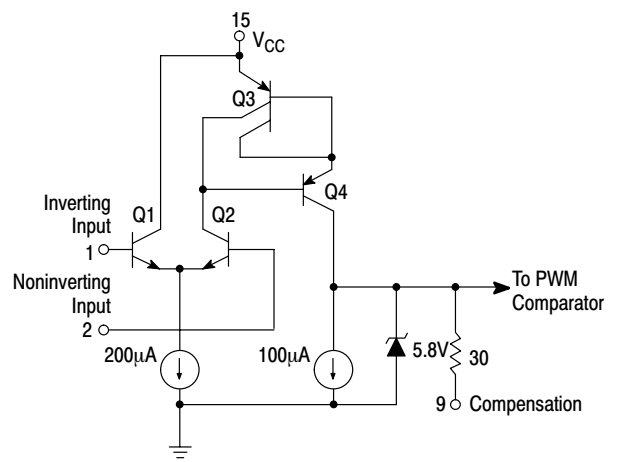 15
VCC
Q3
Q4
Inverting
Input
1
Q1
Q2
Noninverting
Input
2
To PWM
Comparator
200μA
100μA
5.8V
30
9
Compensation